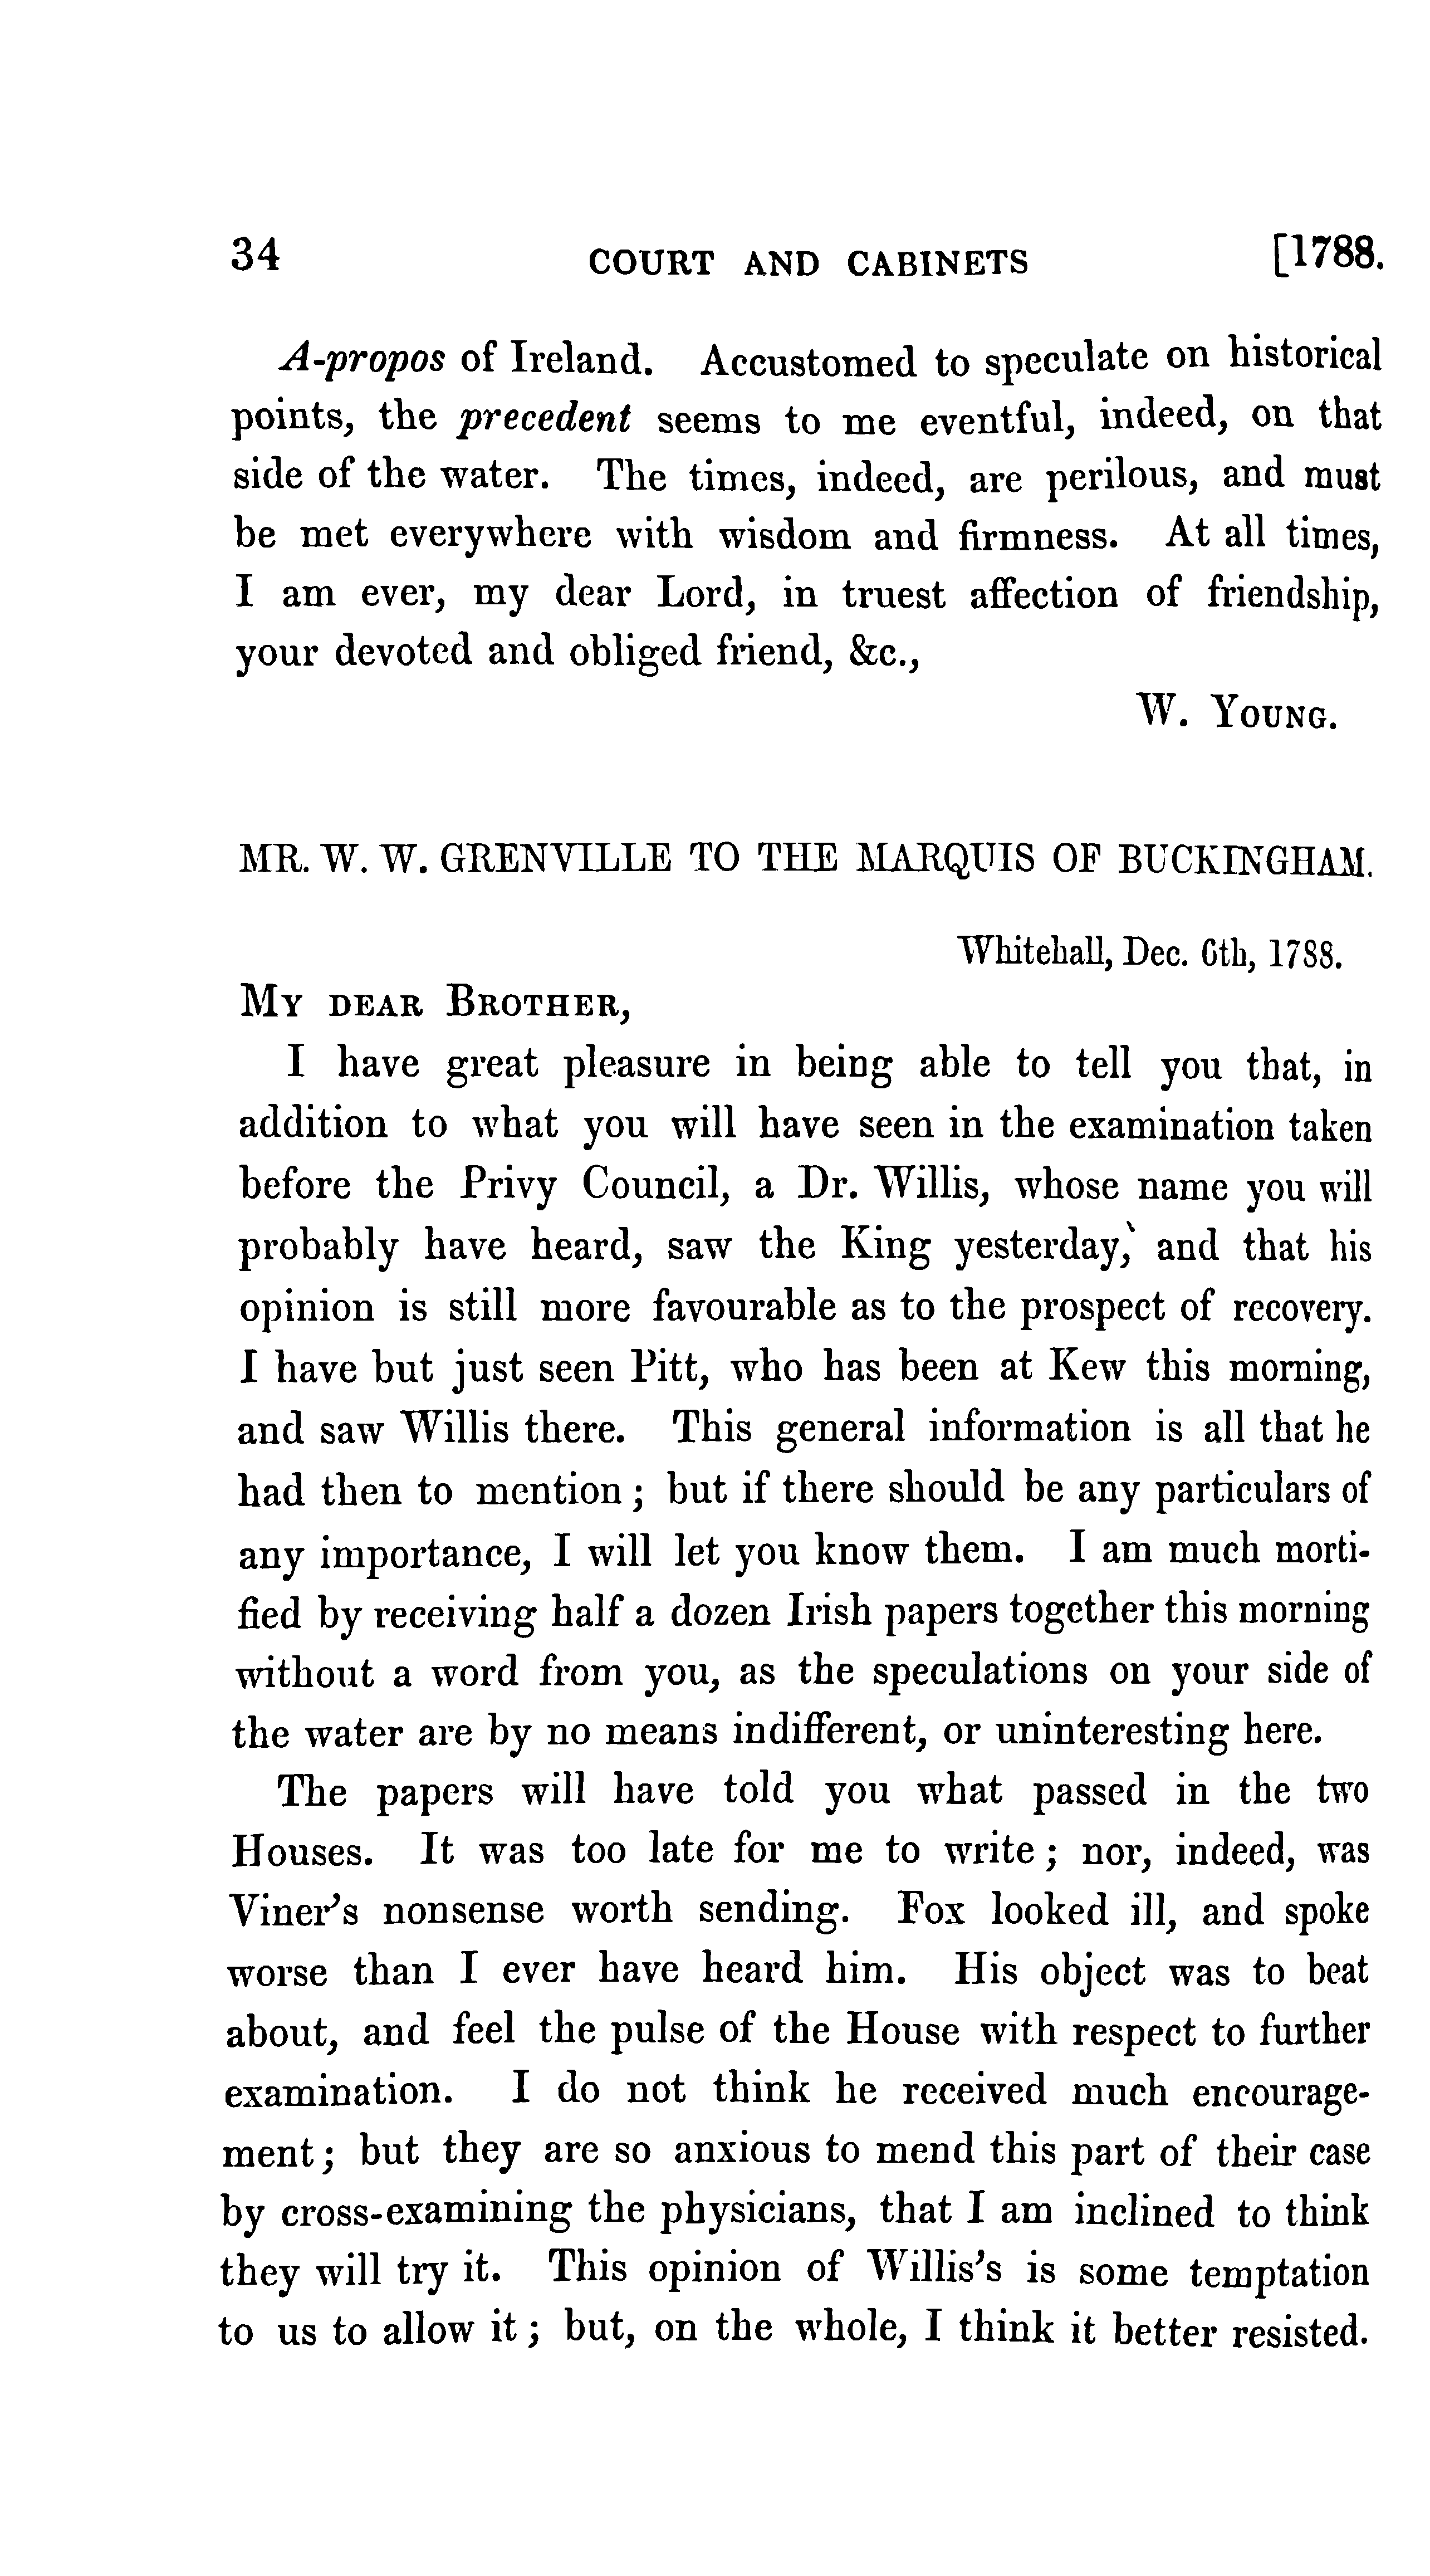 34 COURT AND CABINETS [1788.
A-propos of Ireland. Accustomed to speculate on historical
points, the precedent seems to me eventful, indeed, on that
side of the water. The times, indeed, are perilous, and must
be met everywhere with wisdom and firmness. At all times,
I am ever, my dear Lord, in truest affection of friendship,
your devoted and obliged friend, &c.,
W. YOUNG.
MR. W. W. GRENVILLE TO THE MARQUIS OF BUCKINGHAM.
Whitehall, Dec. 6th, 1788.
MY DEAR BROTHER,
I have great pleasure in being able to tell you that, in
addition to what you will have seen in the examination taken
before the Privy Council, a Dr. Willis, whose name you will
probably have heard, saw the King yesterday, and that his
opinion is still more favourable as to the prospect of recovery.
I have but just seen Pitt, who has been at Kew this morning,
and saw Willis there. This general information is all that he
had then to mention; but if there should be any particulars of
any importance, I will let you know them. I am much morti-
fied by receiving half a dozen Irish papers together this morning
without a word from you, as the speculations on your side of
the water are by no means indifferent, or uninteresting here.
The papers will have told you what passed in the two
Houses. It was too late for me to write; nor, indeed, was
Viner's nonsense worth sending. Fox looked ill, and spoke
worse than I ever have heard him. His object was to beat
about, and feel the pulse of the House with respect to further
examination. I do not think he received much encourage-
ment; but they are so anxious to mend this part of their case
by cross-examining the physicians, that I am inclined to think
they will try it. This opinion of Willis's is some temptation
to us to allow it; but, on the whole, I think it better resisted.